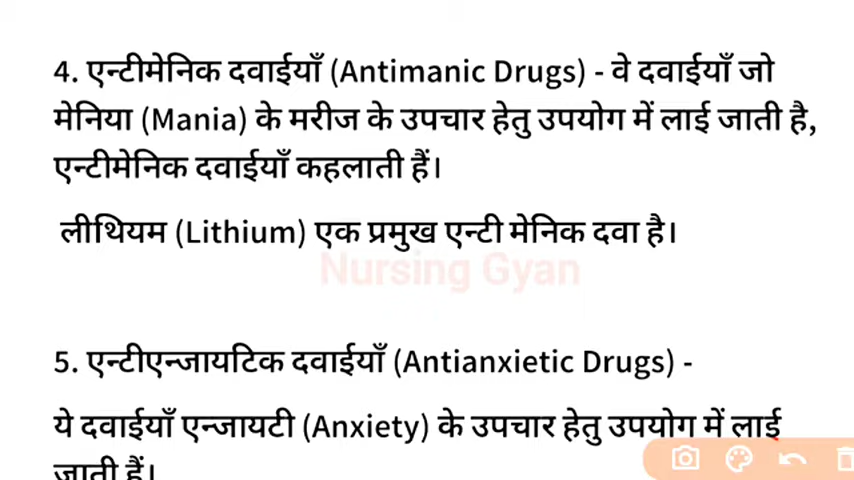 4. एन्टीमेनिक दवाईयाँ (Antimanic Drugs) - वे दवाईयाँ जो
मेनिया (Mania) के मरीज के उपचार हेतु उपयोग में लाई जाती है,
एन्टीमेनिक दवाईयाँ कहलाती हैं।
लीथियम (Lithium) एक प्रमुख एन्टी मेनिक दवा है।
Nursing Gyan
5. एन्टीएन्जायटिक दवाईयाँ (Antianxietic Drugs) -
ये दवाईयाँ एन्जायटी (Anxiety) के उपचार हेतु उपयोग में लाई
जाती हैं।